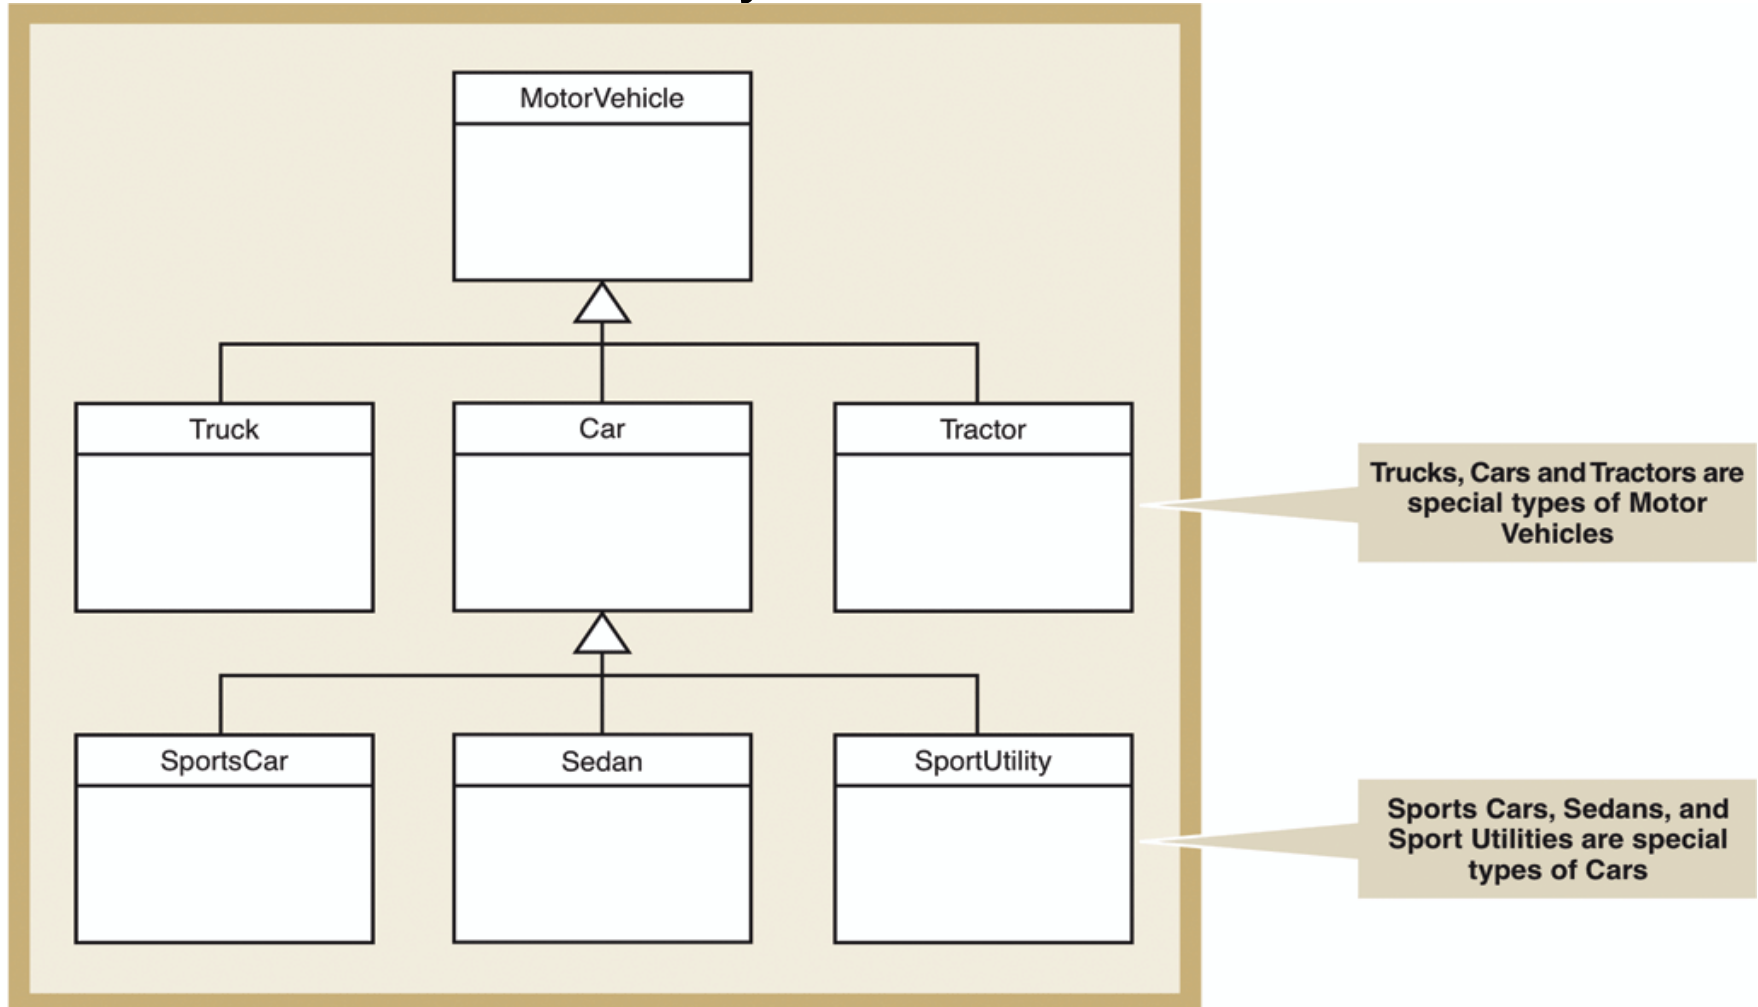 MotorVehicle
Truck
Car
Tractor
Trucks, Cars and Tractors are
special types of Motor
Vehicles
SportsCar
Sedan
SportUtility
Sports Cars, Sedans, and
Sport Utilities are special
types of Cars